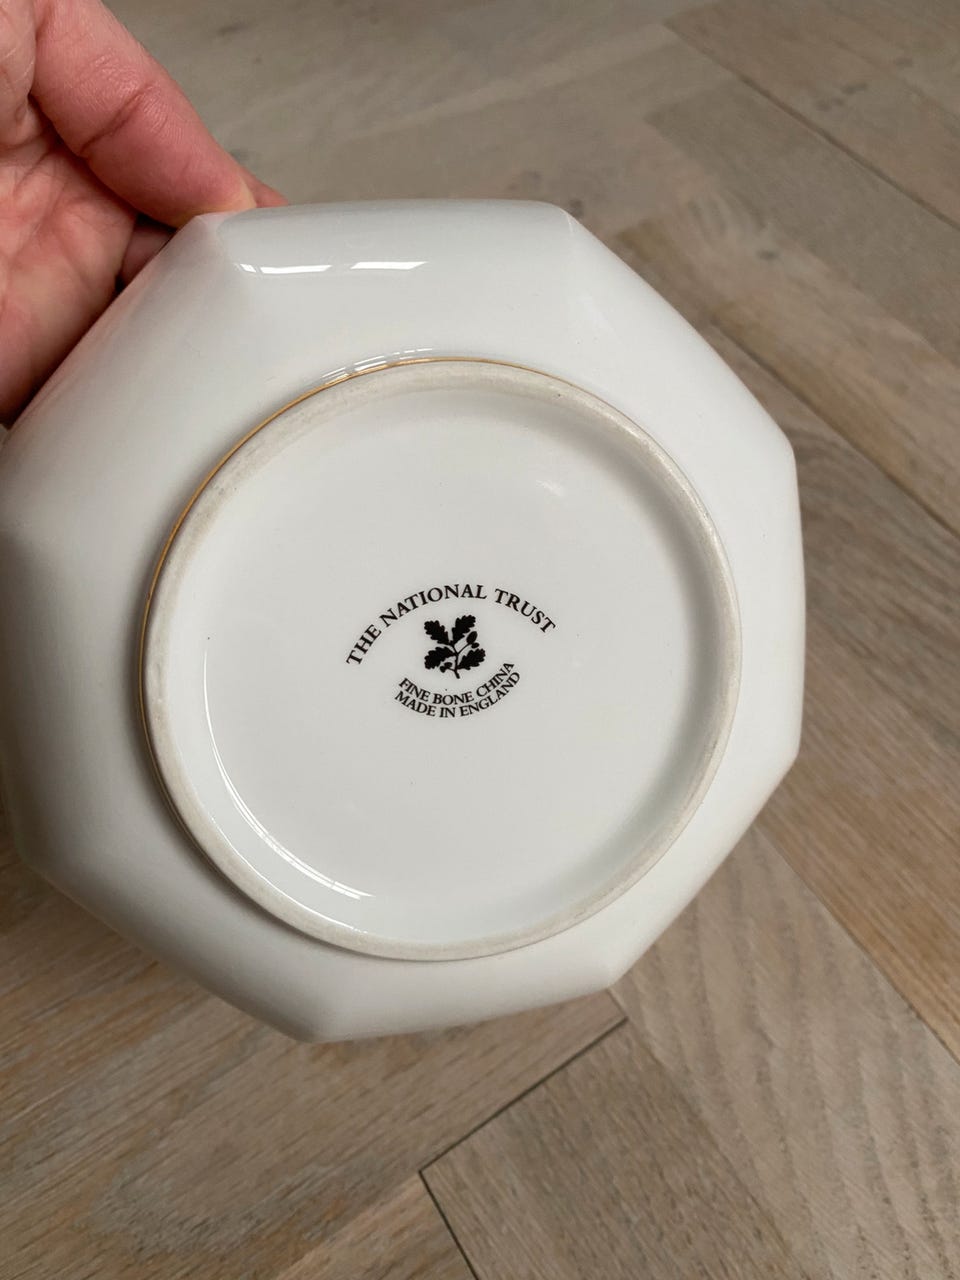 THE NATIONAL TRUST
FINE BONE CHINA
MADE IN ENGLAND